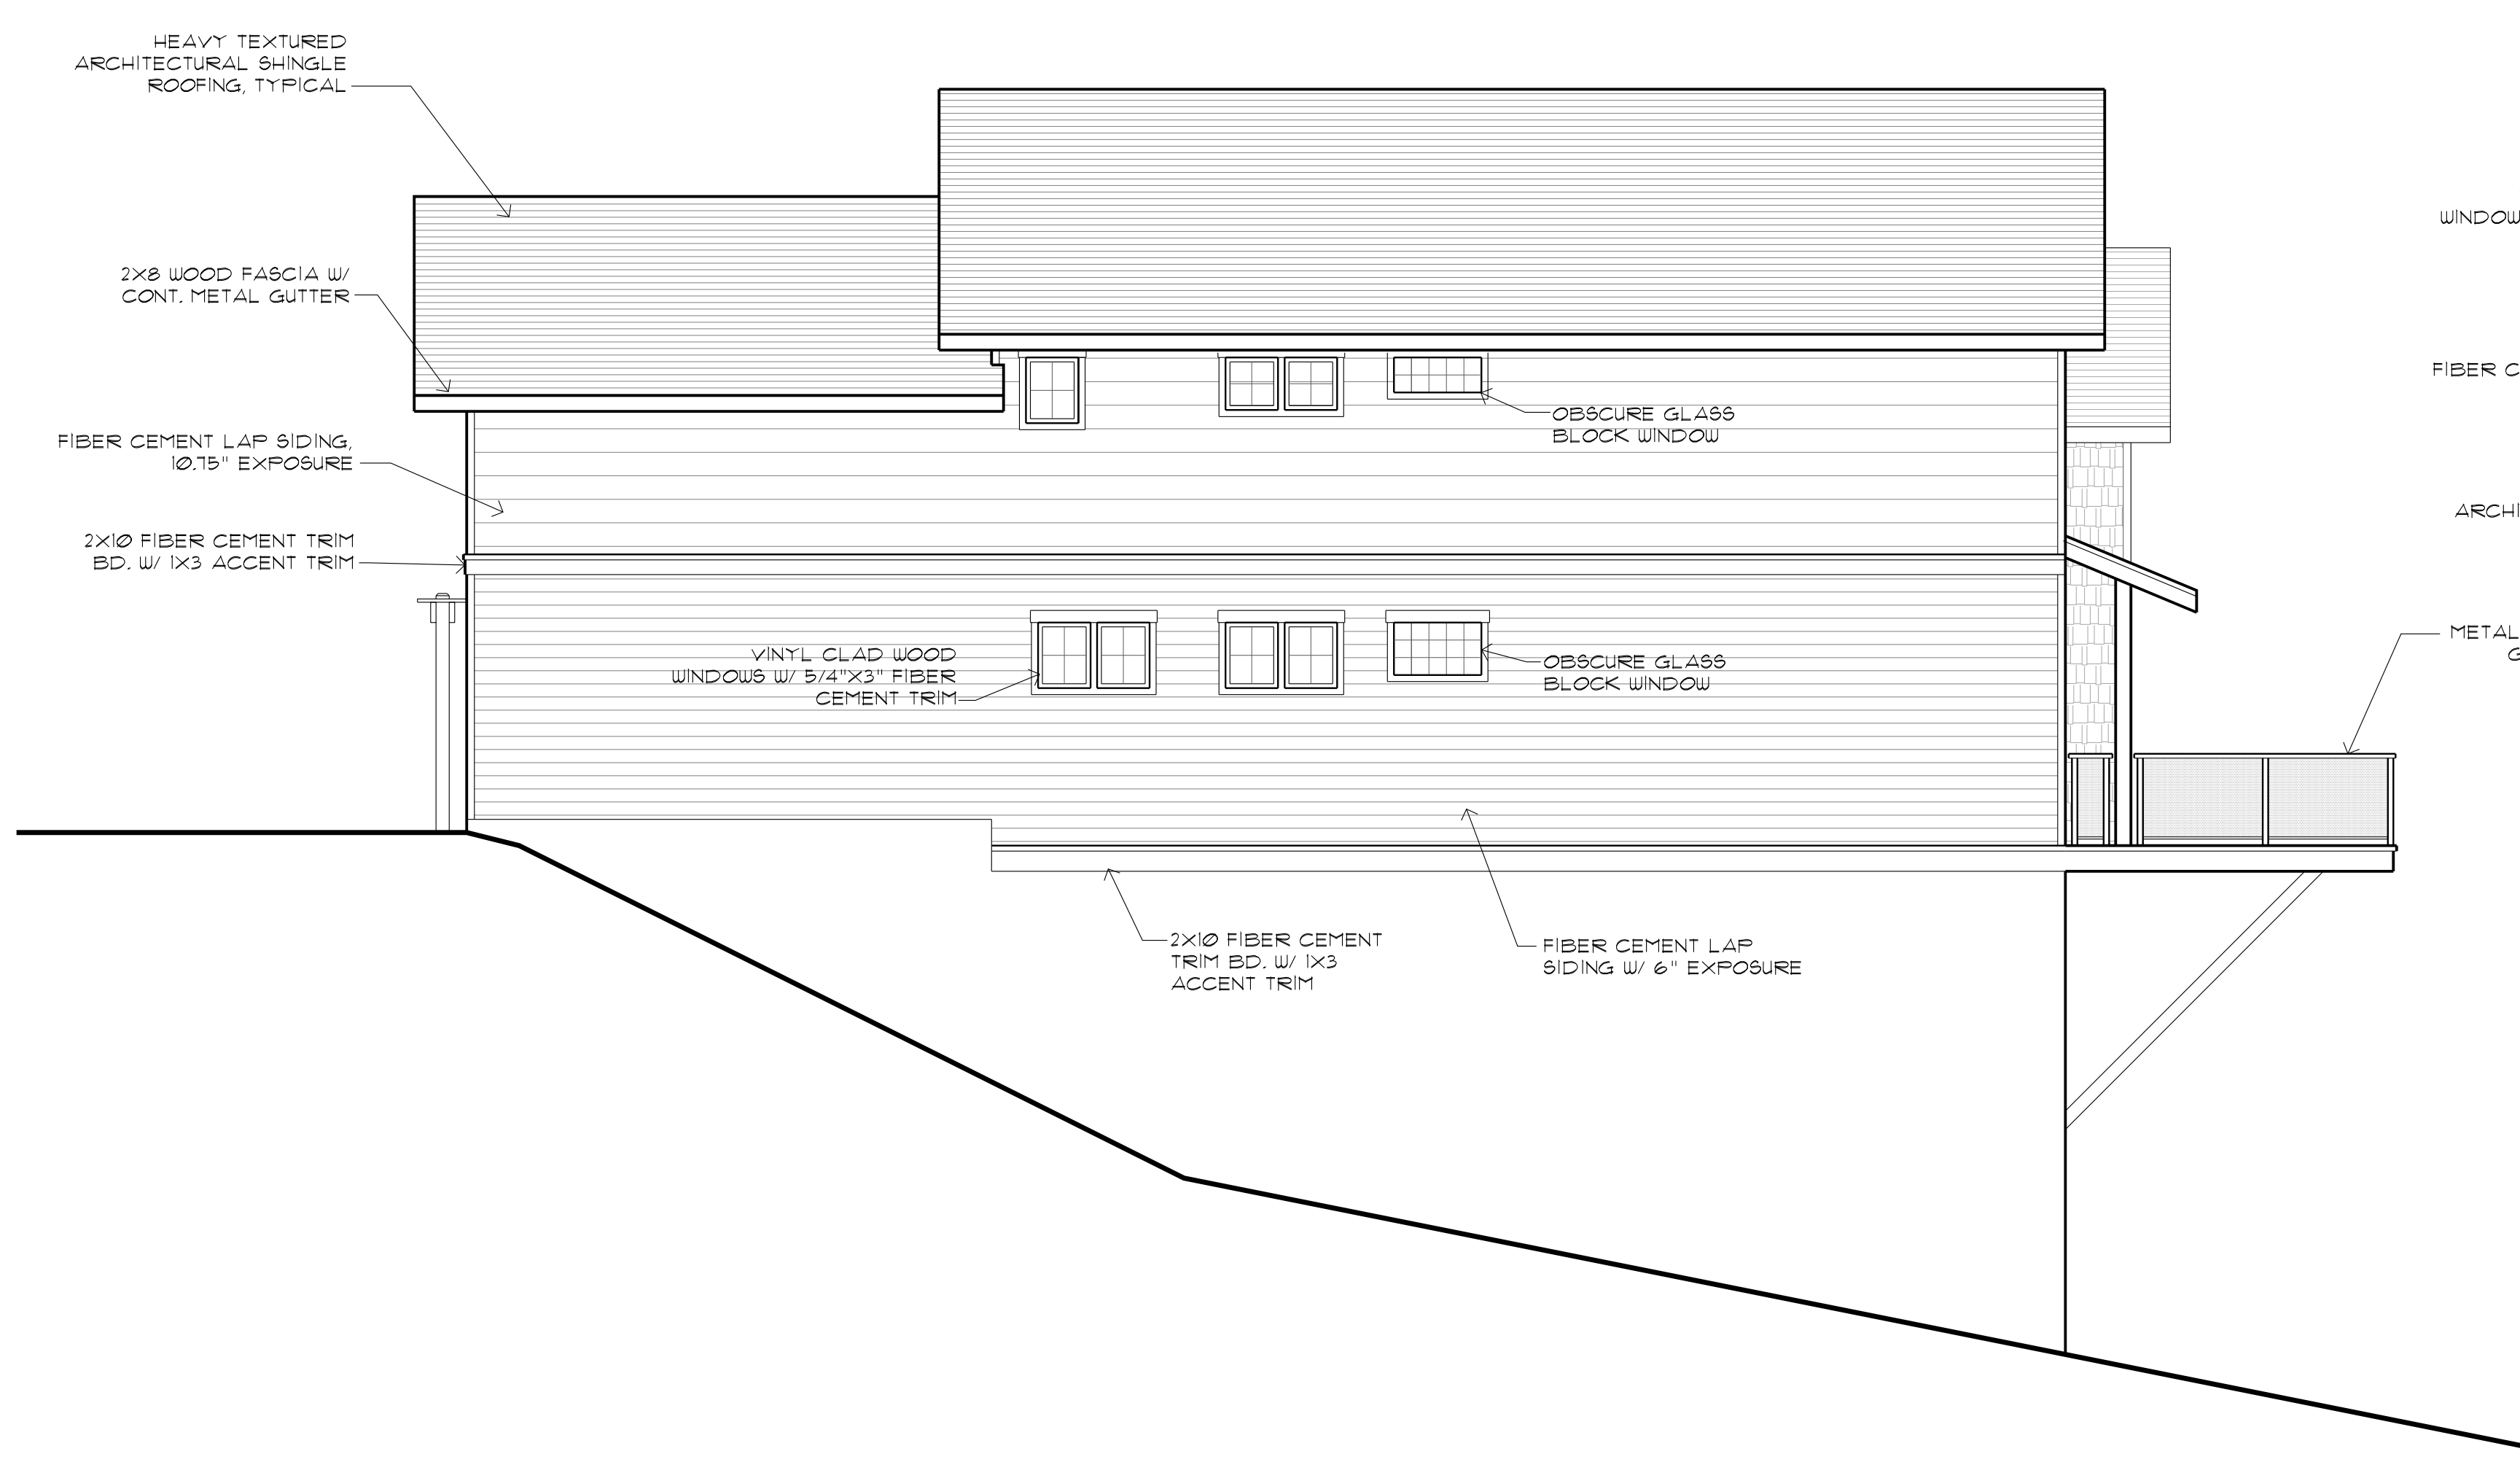 HEAVY TEXTURED
ARCHITECTURAL SHINGLE
ROOFING, TYPICAL
2X8 WOOD FASCIA W/
CONT. METAL GUTTER
FIBER CEMENT LAP SIDING,
10.75" EXPOSURE
2X10 FIBER CEMENT TRIM
BD. W/ 1X3 ACCENT TRIM
VINYL CLAD WOOD
WINDOWS W/ 5/4"X3" FIBER
CEMENT TRIM
OBSCURE GLASS
BLOCK WINDOW
OBSCURE GLASS
BLOCK WINDOW
2X10 FIBER CEMENT
TRIM BD. W/ 1X3
ACCENT TRIM
FIBER CEMENT LAP
SIDING W/ 6" EXPOSURE
WINDOW
FIBER C
ARCHI
METAL